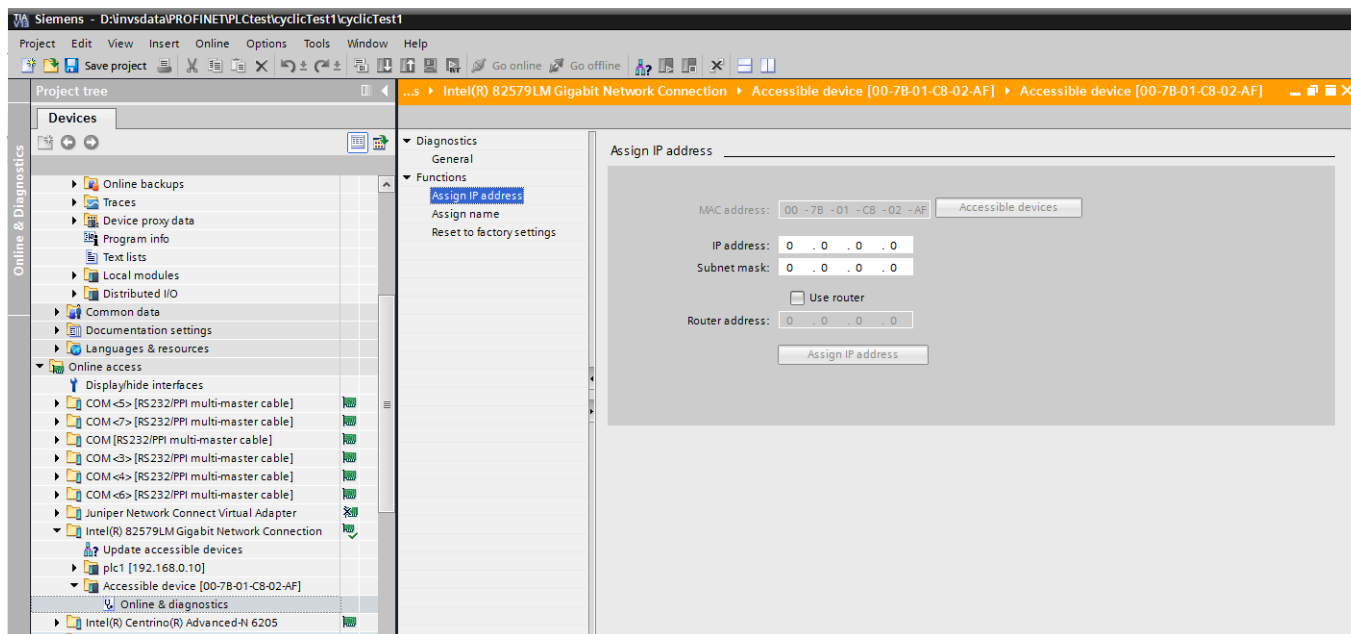 Siemens - D:\invsdata\PROFINET\PLCtest\cyclicTest1\cyclicTest1
Project Edit View Insert Online Options Tools Window Help
Save project Go online Go offline
Project tree
...s Intel(R) 82579LM Gigabit Network Connection Accessible device [00-7B-01-C8-02-AF] Accessible device [00-7B-01-C8-02-AF]
Devices
Online & Diagnostics
Online backups
Traces
Device proxy data
Program info
Text lists
Local modules
Distributed I/O
Common data
Documentation settings
Languages & resources
Online access
Display/hide interfaces
COM <5> [RS232/PPI multi-master cable]
COM <7> [RS232/PPI multi-master cable]
COM [RS232/PPI multi-master cable]
COM <3> [RS232/PPI multi-master cable]
COM <4> [RS232/PPI multi-master cable]
COM <6> [RS232/PPI multi-master cable]
Juniper Network Connect Virtual Adapter
Intel(R) 82579LM Gigabit Network Connection
Update accessible devices
plc1 [192.168.0.10]
Accessible device [00-7B-01-C8-02-AF]
Online & diagnostics
Intel(R) Centrino(R) Advanced-N 6205
Diagnostics
General
Functions
Assign IP address
Assign name
Reset to factory settings
Assign IP address
MAC address: 00 -7B -01 -C8 -02 -AF Accessible devices
IP address: 0 . 0 . 0 . 0
Subnet mask: 0 . 0 . 0 . 0
Use router
Router address: 0 . 0 . 0 . 0
Assign IP address